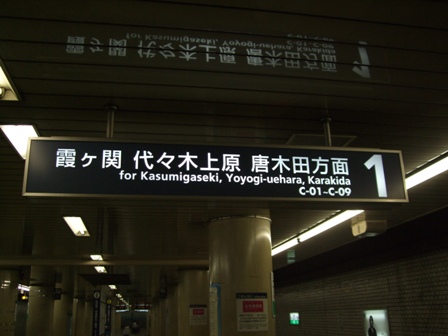 霞ヶ関 代々木上原 唐木田方面 1
for Kasumigaseki, Yoyogi-uehara, Karakida
C-01~C-09